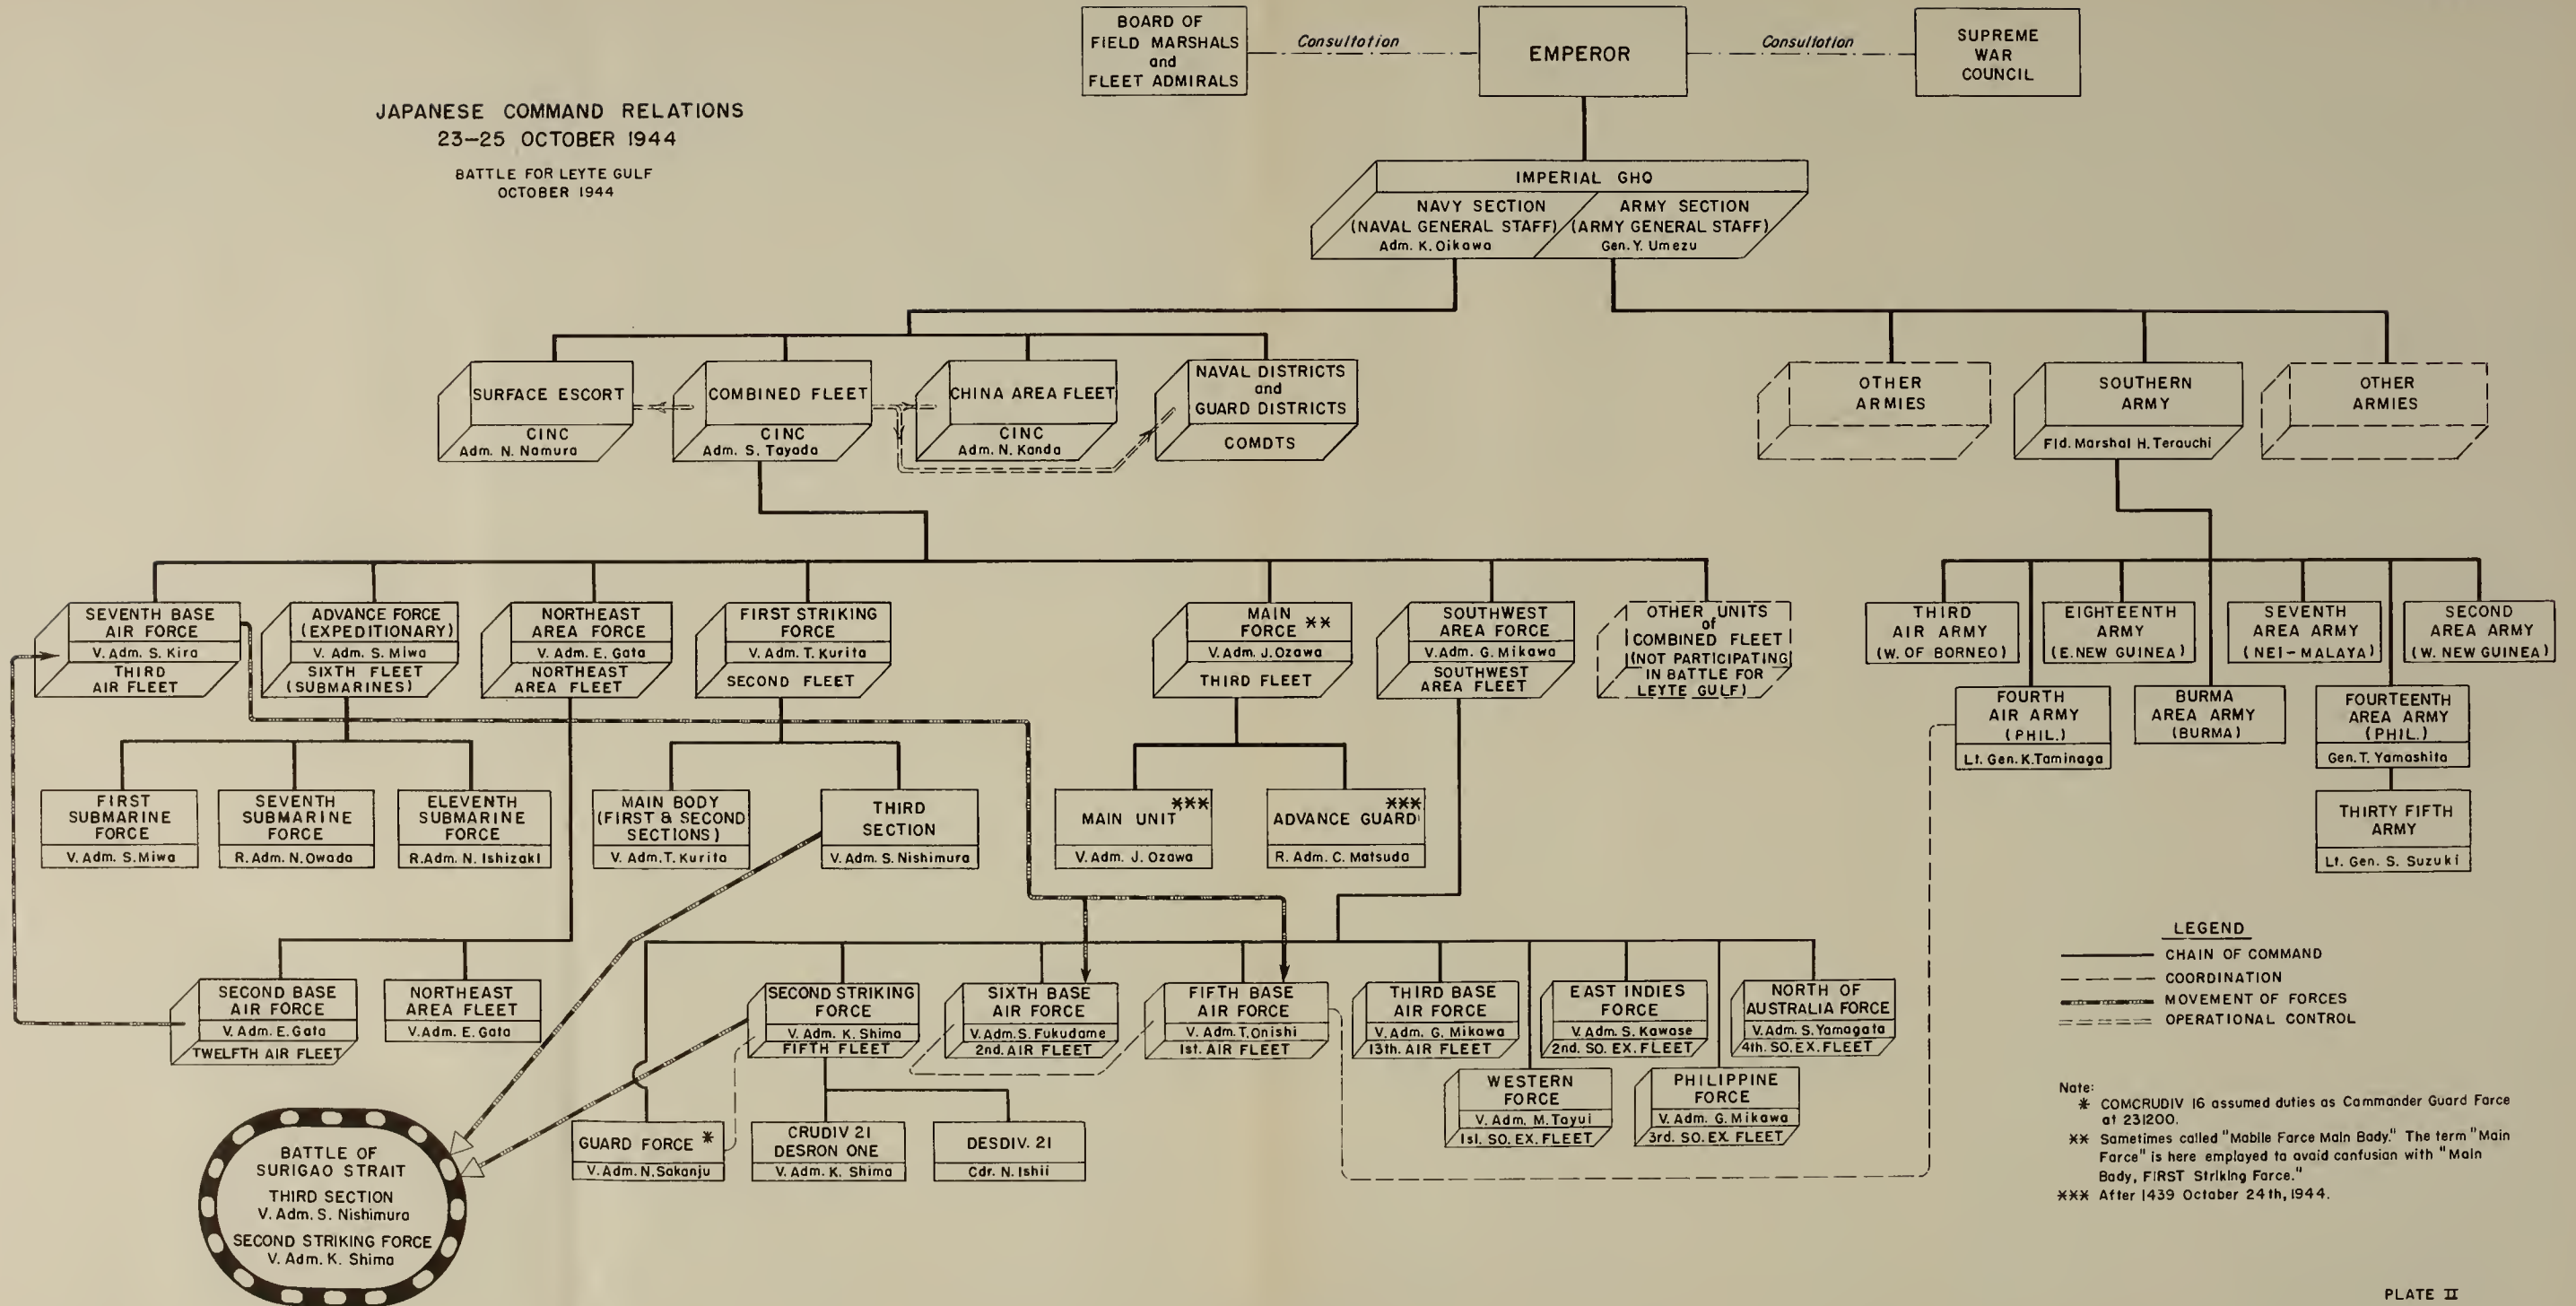 BOARD OF
FIELD MARSHALS
and
FLEET ADMIRALS
Consultation
EMPEROR
Consultation
SUPREME
WAR
COUNCIL
JAPANESE COMMAND RELATIONS
23-25 OCTOBER 1944
BATTLE FOR LEYTE GULF
OCTOBER 1944
IMPERIAL GHQ
NAVY SECTION
(NAVAL GENERAL STAFF)
Adm. K. Oikawa
ARMY SECTION
(ARMY GENERAL STAFF)
Gen. Y. Umezu
SURFACE ESCORT
CINC
Adm. N. Namura
COMBINED FLEET
CINC
Adm. S. Tayada
CHINA AREA FLEET
CINC
Adm. N. Kanda
NAVAL DISTRICTS
and
GUARD DISTRICTS
COMDTS
OTHER
ARMIES
SOUTHERN
ARMY
Fld. Marshal H. Terauchi
OTHER
ARMIES
SEVENTH BASE
AIR FORCE
V. Adm. S. Kira
THIRD
AIR FLEET
ADVANCE FORCE
(EXPEDITIONARY)
V. Adm. S. Miwa
SIXTH FLEET
(SUBMARINES)
NORTHEAST
AREA FORCE
V. Adm. E. Gata
NORTHEAST
AREA FLEET
FIRST STRIKING
FORCE
V. Adm. T. Kurita
SECOND FLEET
MAIN
FORCE **
V. Adm. J. Ozawa
THIRD FLEET
SOUTHWEST
AREA FORCE
V. Adm. G. Mikawa
SOUTHWEST
AREA FLEET
OTHER UNITS
of
COMBINED FLEET
(NOT PARTICIPATING
IN BATTLE FOR
LEYTE GULF)
THIRD
AIR ARMY
(W. OF BORNEO)
EIGHTEENTH
ARMY
(E. NEW GUINEA)
SEVENTH
AREA ARMY
(NEI-MALAYA)
SECOND
AREA ARMY
(W. NEW GUINEA)
FOURTH
AIR ARMY
(PHIL.)
Lt. Gen. K. Taminaga
BURMA
AREA ARMY
(BURMA)
FOURTEENTH
AREA ARMY
(PHIL.)
Gen. T. Yamashita
THIRTY FIFTH
ARMY
Lt. Gen. S. Suzuki
FIRST
SUBMARINE
FORCE
V. Adm. S. Miwa
SEVENTH
SUBMARINE
FORCE
R. Adm. N. Owada
ELEVENTH
SUBMARINE
FORCE
R. Adm. N. Ishizaki
MAIN BODY
(FIRST & SECOND
SECTIONS)
V. Adm. T. Kurita
THIRD
SECTION
V. Adm. S. Nishimura
***
MAIN UNIT
V. Adm. J. Ozawa
***
ADVANCE GUARD
R. Adm. C. Matsuda
SECOND BASE
AIR FORCE
V. Adm. E. Gata
TWELFTH AIR FLEET
NORTHEAST
AREA FLEET
V. Adm. E. Gata
SECOND STRIKING
FORCE
V. Adm. K. Shima
FIFTH FLEET
SIXTH BASE
AIR FORCE
V. Adm. S. Fukudame
2nd. AIR FLEET
FIFTH BASE
AIR FORCE
V. Adm. T. Onishi
1st. AIR FLEET
THIRD BASE
AIR FORCE
V. Adm. G. Mikawa
13th. AIR FLEET
EAST INDIES
FORCE
V. Adm. S. Kawase
2nd. SO. EX. FLEET
NORTH OF
AUSTRALIA FORCE
V. Adm. S. Yamagata
4th. SO. EX. FLEET
WESTERN
FORCE
V. Adm. M. Tayui
1st. SO. EX. FLEET
PHILIPPINE
FORCE
V. Adm. G. Mikawa
3rd. SO. EX. FLEET
GUARD FORCE *
V. Adm. N. Sakanju
CRUDIV 21
DESRON ONE
V. Adm. K. Shima
DESDIV. 21
Cdr. N. Ishii
BATTLE OF
SURIGAO STRAIT
THIRD SECTION
V. Adm. S. Nishimura
SECOND STRIKING FORCE
V. Adm. K. Shima
LEGEND
CHAIN OF COMMAND
COORDINATION
MOVEMENT OF FORCES
OPERATIONAL CONTROL
Note:
* COMCRUDIV 16 assumed duties as Commander Guard Force
at 231200.
** Sometimes called "Mobile Force Main Body." The term "Main
Force" is here employed to avoid confusion with "Main
Body, FIRST Striking Force."
*** After 1439 October 24th, 1944.
PLATE II